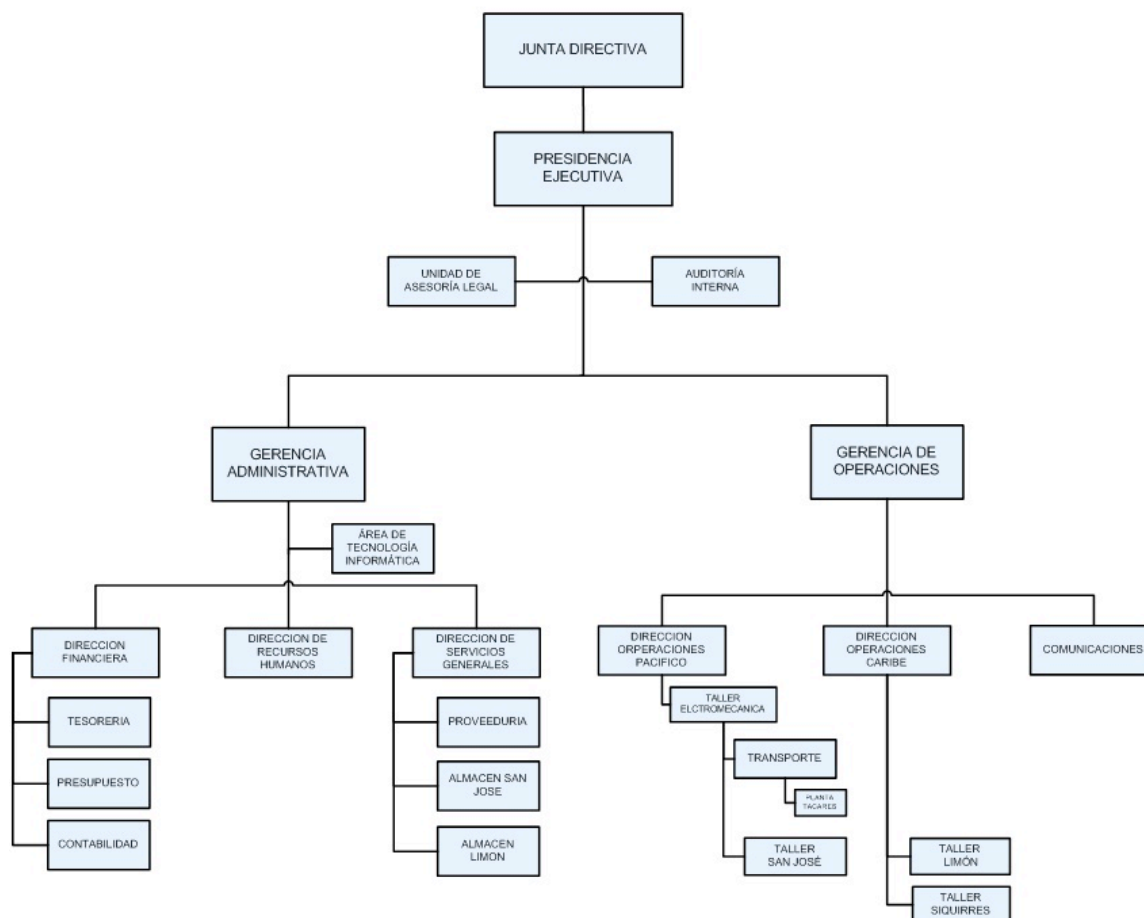 JUNTA DIRECTIVA
PRESIDENCIA
EJECUTIVA
UNIDAD DE
ASESORÍA LEGAL
AUDITORÍA
INTERNA
GERENCIA
ADMINISTRATIVA
GERENCIA DE
OPERACIONES
ÁREA DE
TECNOLOGÍA
INFORMÁTICA
DIRECCION
FINANCIERA
DIRECCION DE
RECURSOS
HUMANOS
DIRECCION DE
SERVICIOS
GENERALES
DIRECCION
ORPERACIONES
PACIFICO
DIRECCION
OPERACIONES
CARIBE
COMUNICACIONES
TESORERIA
PRESUPUESTO
CONTABILIDAD
PROVEEDURIA
ALMACEN SAN
JOSE
ALMACEN
LIMON
TALLER
ELCTROMECANICA
TRANSPORTE
PLANTA
TACARES
TALLER
SAN JOSÉ
TALLER
LIMÓN
TALLER
SIQUIRRES